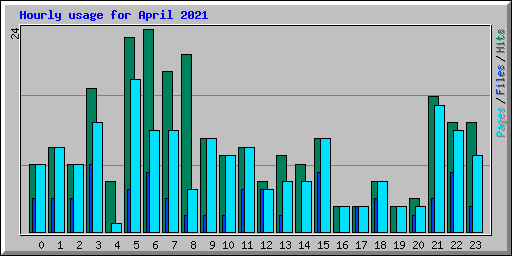 Hourly usage for April 2021
24
Pages / Files / Hits
0 1 2 3 4 5 6 7 8 9 10 11 12 13 14 15 16 17 18 19 20 21 22 23